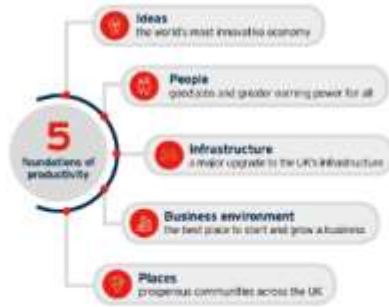 Ideas
the world's most innovative economy
People
good jobs and greater earning power for all
5
foundations of
productivity
Infrastructure
a major upgrade to the UK's infrastructure
Business environment
the best place to start and grow a business
Places
prosperous communities across the UK